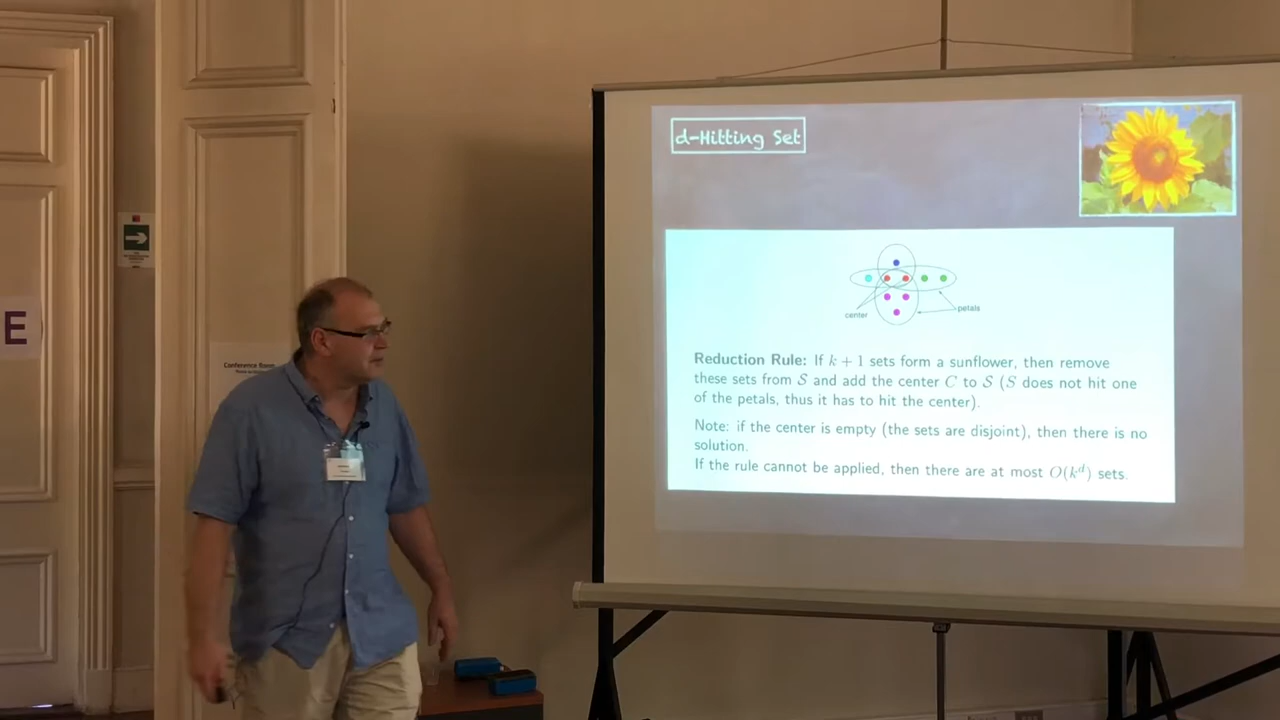 d-Hitting Set
center
petals
Reduction Rule: If k + 1 sets form a sunflower, then remove
these sets from S and add the center C to S (S does not hit one
of the petals, thus it has to hit the center).
Note: if the center is empty (the sets are disjoint), then there is no
solution.
If the rule cannot be applied, then there are at most O(k^d) sets.
E
Conference Room